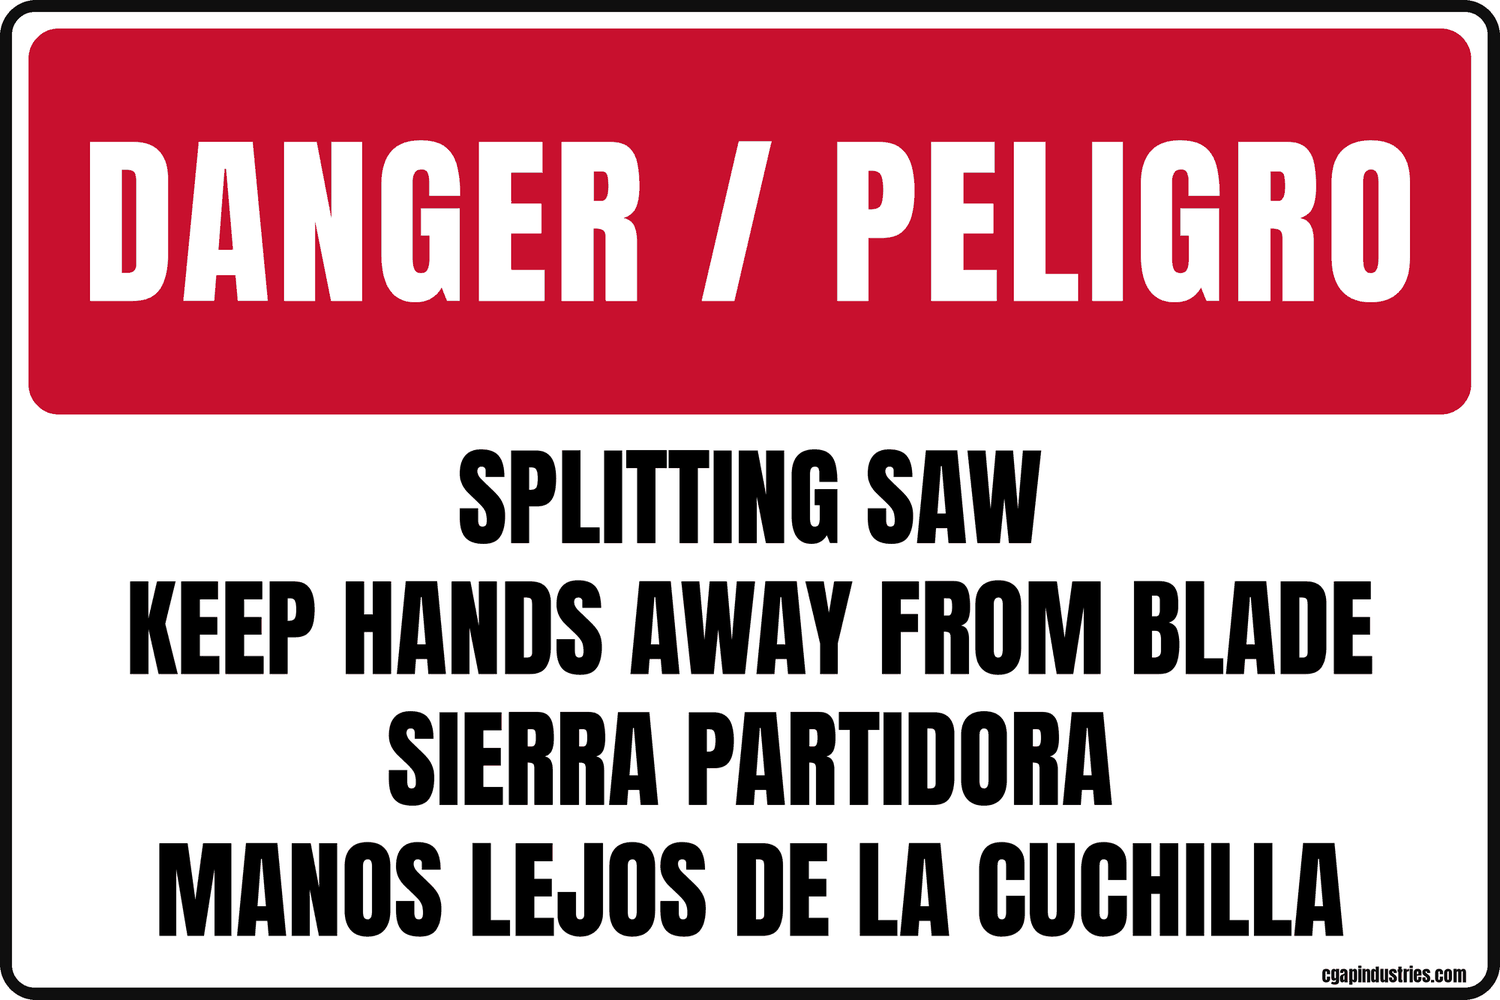 DANGER / PELIGRO
SPLITTING SAW
KEEP HANDS AWAY FROM BLADE
SIERRA PARTIDORA
MANOS LEJOS DE LA CUCHILLA
cgapindustries.com